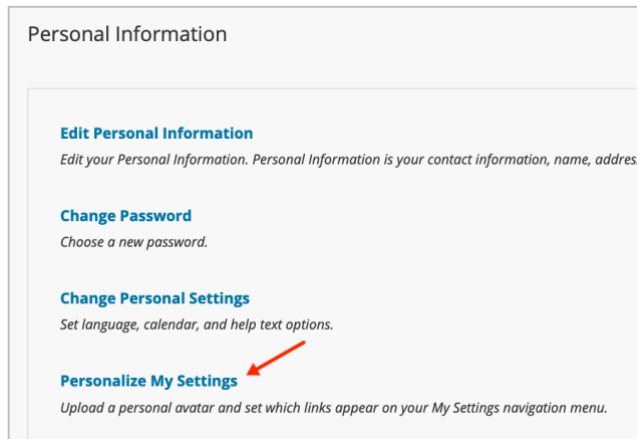 Personal Information
Edit Personal Information
Edit your Personal Information. Personal Information is your contact information, name, addres
Change Password
Choose a new password.
Change Personal Settings
Set language, calendar, and help text options.
Personalize My Settings
Upload a personal avatar and set which links appear on your My Settings navigation menu.